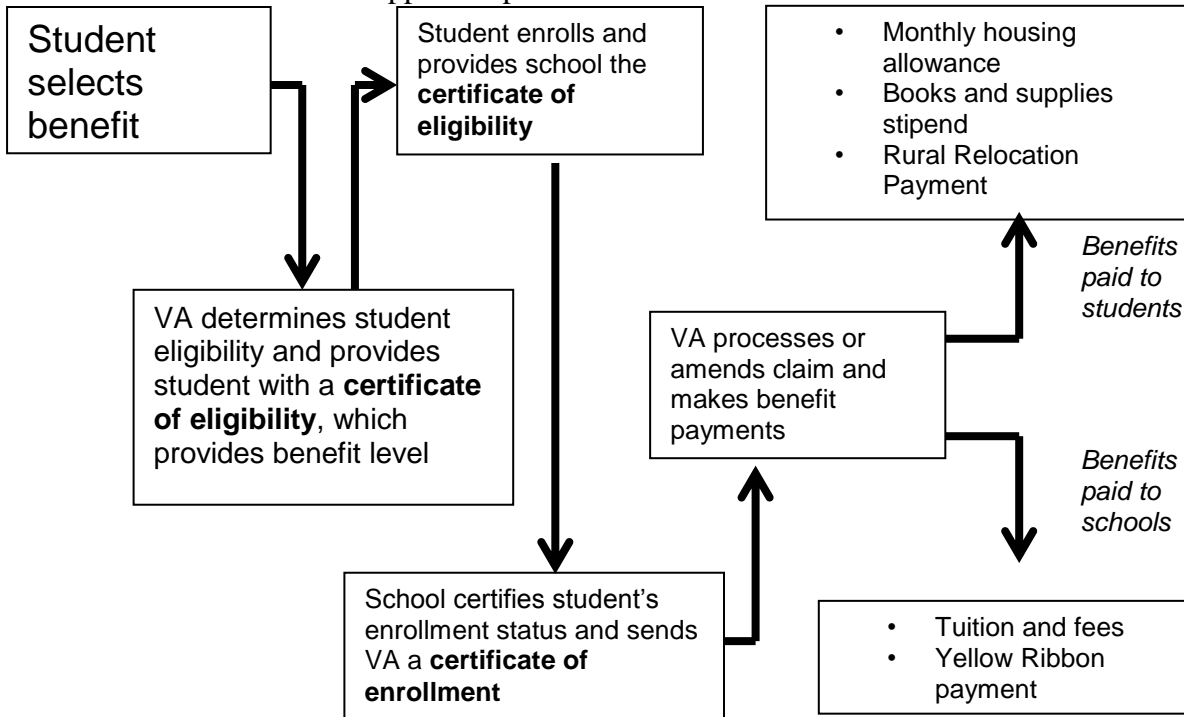 Student
selects
benefit
VA determines student
eligibility and provides
student with a certificate
of eligibility, which
provides benefit level
Student enrolls and
provides school the
certificate of
eligibility
School certifies student’s
enrollment status and sends
VA a certificate of
enrollment
VA processes or
amends claim and
makes benefit
payments
Benefits
paid to
students
• Monthly housing
allowance
• Books and supplies
stipend
• Rural Relocation
Payment
Benefits
paid to
schools
• Tuition and fees
• Yellow Ribbon
payment